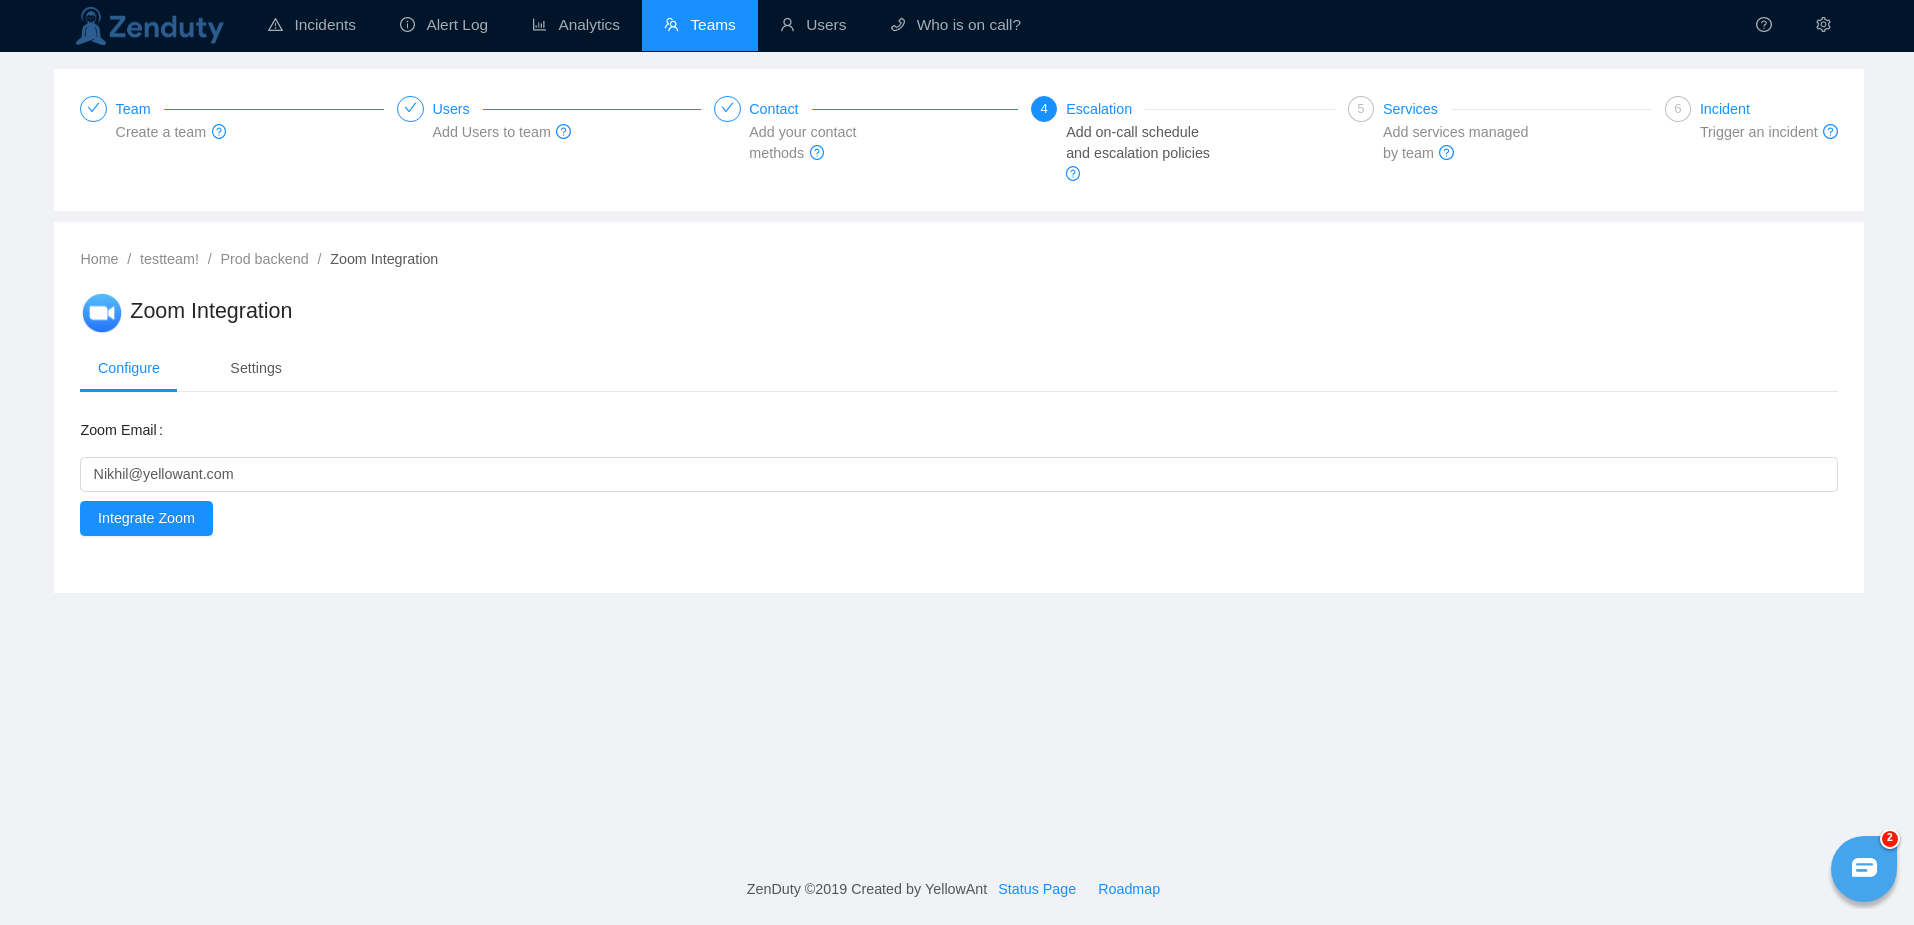 Zenduty
Incidents
Alert Log
Analytics
Teams
Users
Who is on call?
Team
Create a team
Users
Add Users to team
Contact
Add your contact
methods
4
Escalation
Add on-call schedule
and escalation policies
5
Services
Add services managed
by team
6
Incident
Trigger an incident
Home / testteam! / Prod backend / Zoom Integration
Zoom Integration
Configure
Settings
Zoom Email :
Nikhil@yellowant.com
Integrate Zoom
2
ZenDuty ©2019 Created by YellowAnt Status Page Roadmap